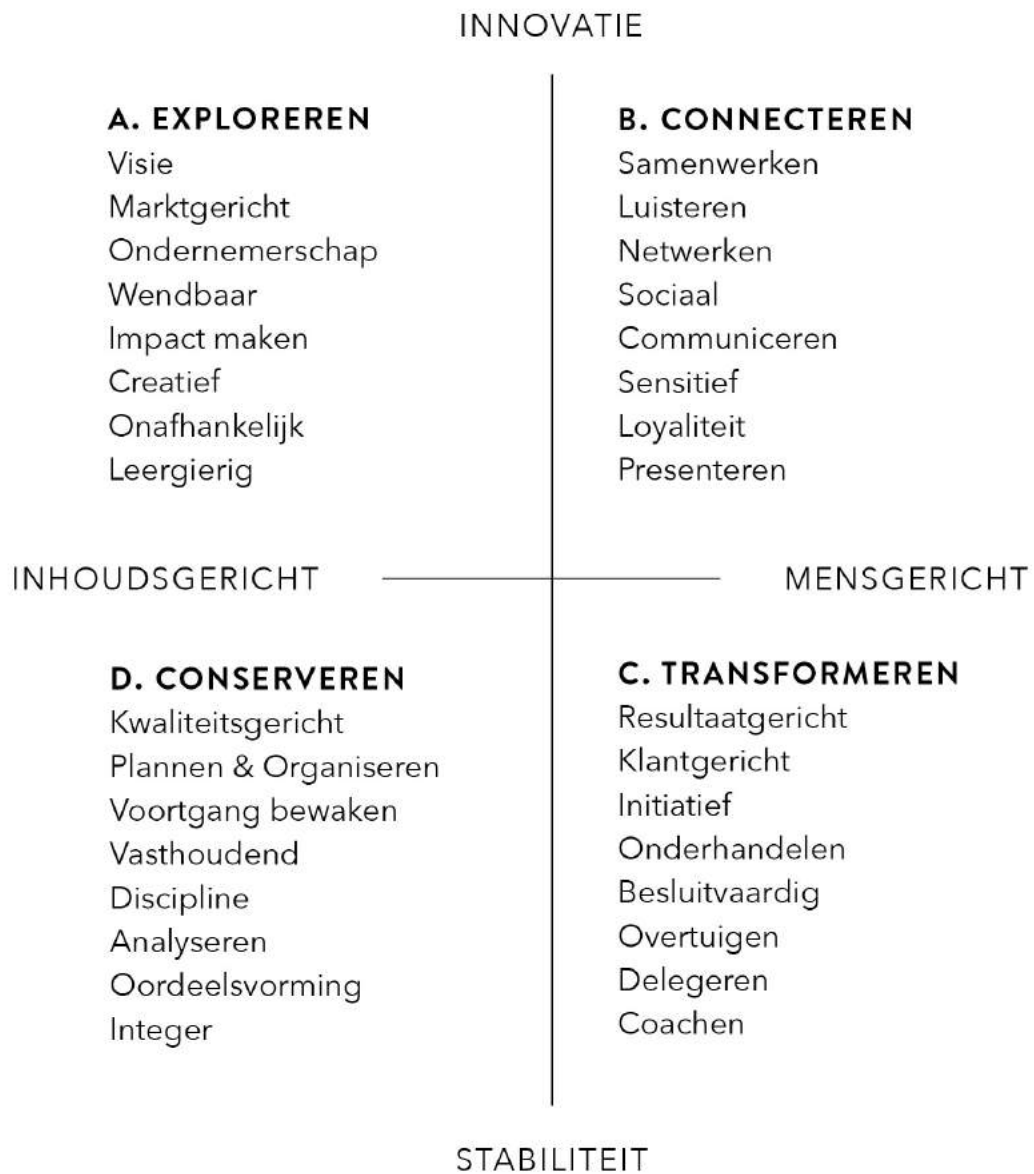 INNOVATIE
A. EXPLOREREN
Visie
Marktgericht
Ondernemerschap
Wendbaar
Impact maken
Creatief
Onafhankelijk
Leergierig
B. CONNECTEREN
Samenwerken
Luisteren
Netwerken
Sociaal
Communiceren
Sensitief
Loyaliteit
Presenteren
INHOUDSGERICHT
MENSGERICHT
D. CONSERVEREN
Kwaliteitsgericht
Plannen & Organiseren
Voortgang bewaken
Vasthoudend
Discipline
Analyseren
Oordeelsvorming
Integer
C. TRANSFORMEREN
Resultaatgericht
Klantgericht
Initiatief
Onderhandelen
Besluitvaardig
Overtuigen
Delegeren
Coachen
STABILITEIT